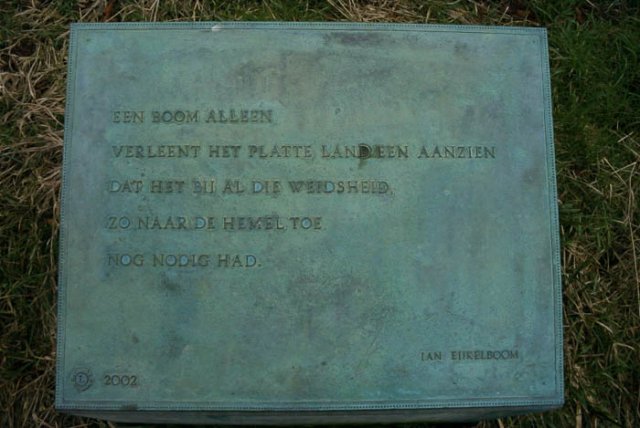 EEN BOOM ALLEEN
VERLEENT HET PLATTE LAND EEN AANZIEN
DAT HET BIJ AL DIE WEIDSHEID,
ZO NAAR DE HEMEL TOE
NOG NODIG HAD.
JAN EIJKELBOOM
2002